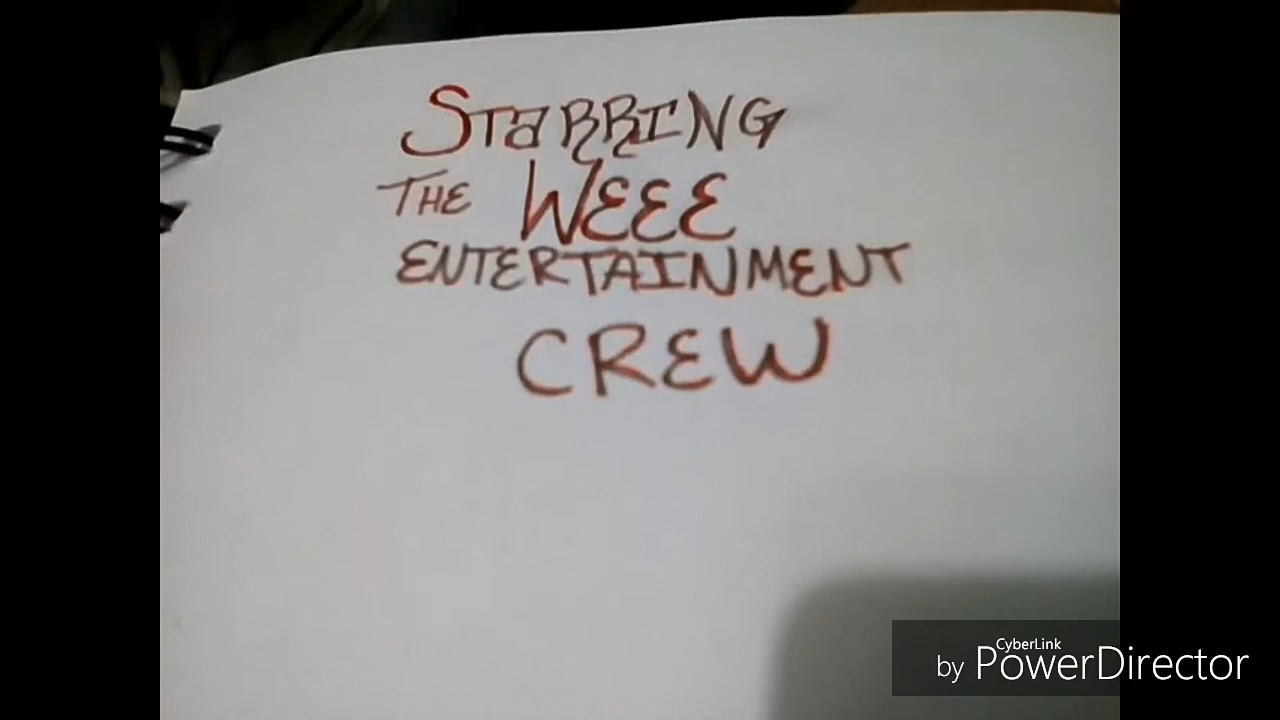 STaRRING
THE WEEE
ENTERTAINMENT
CREW
CyberLink
by PowerDirector